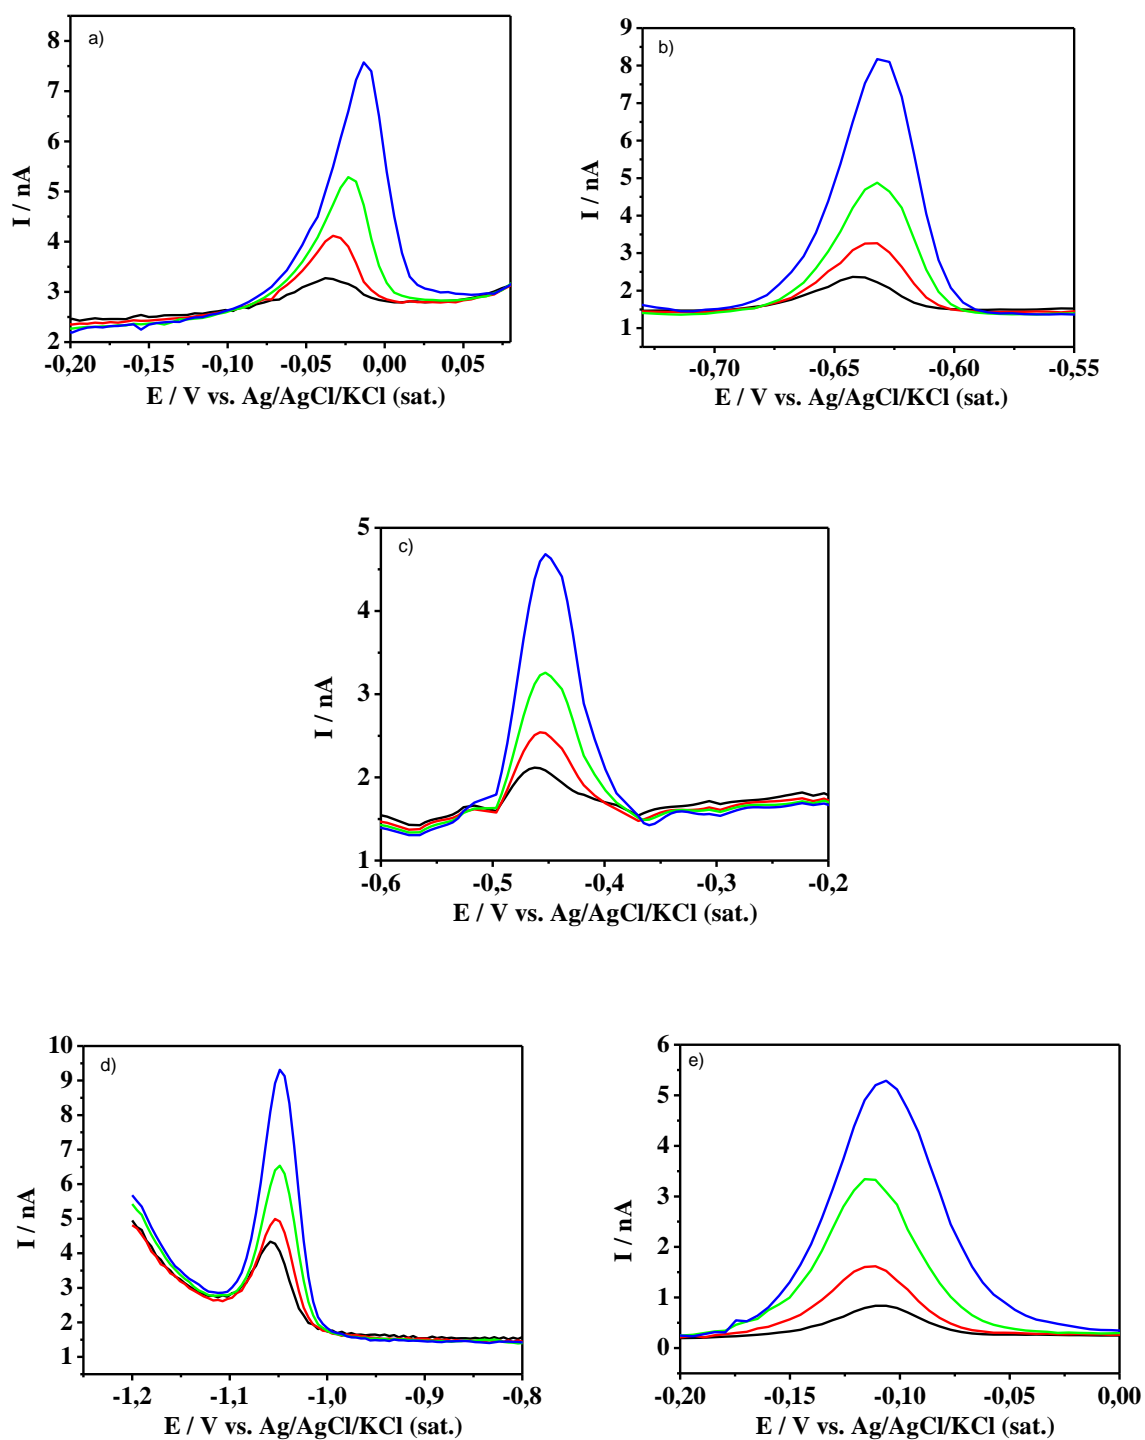 a)
8
7
6
5
4
3
2
I / nA
-0,20 -0,15 -0,10 -0,05 0,00 0,05
E / V vs. Ag/AgCl/KCl (sat.)
b)
9
8
7
6
5
4
3
2
1
I / nA
-0,70 -0,65 -0,60 -0,55
E / V vs. Ag/AgCl/KCl (sat.)
c)
5
4
3
2
1
I / nA
-0,6 -0,5 -0,4 -0,3 -0,2
E / V vs. Ag/AgCl/KCl (sat.)
d)
10
9
8
7
6
5
4
3
2
1
I / nA
-1,2 -1,1 -1,0 -0,9 -0,8
E / V vs. Ag/AgCl/KCl (sat.)
e)
6
5
4
3
2
1
0
I / nA
-0,20 -0,15 -0,10 -0,05 0,00
E / V vs. Ag/AgCl/KCl (sat.)